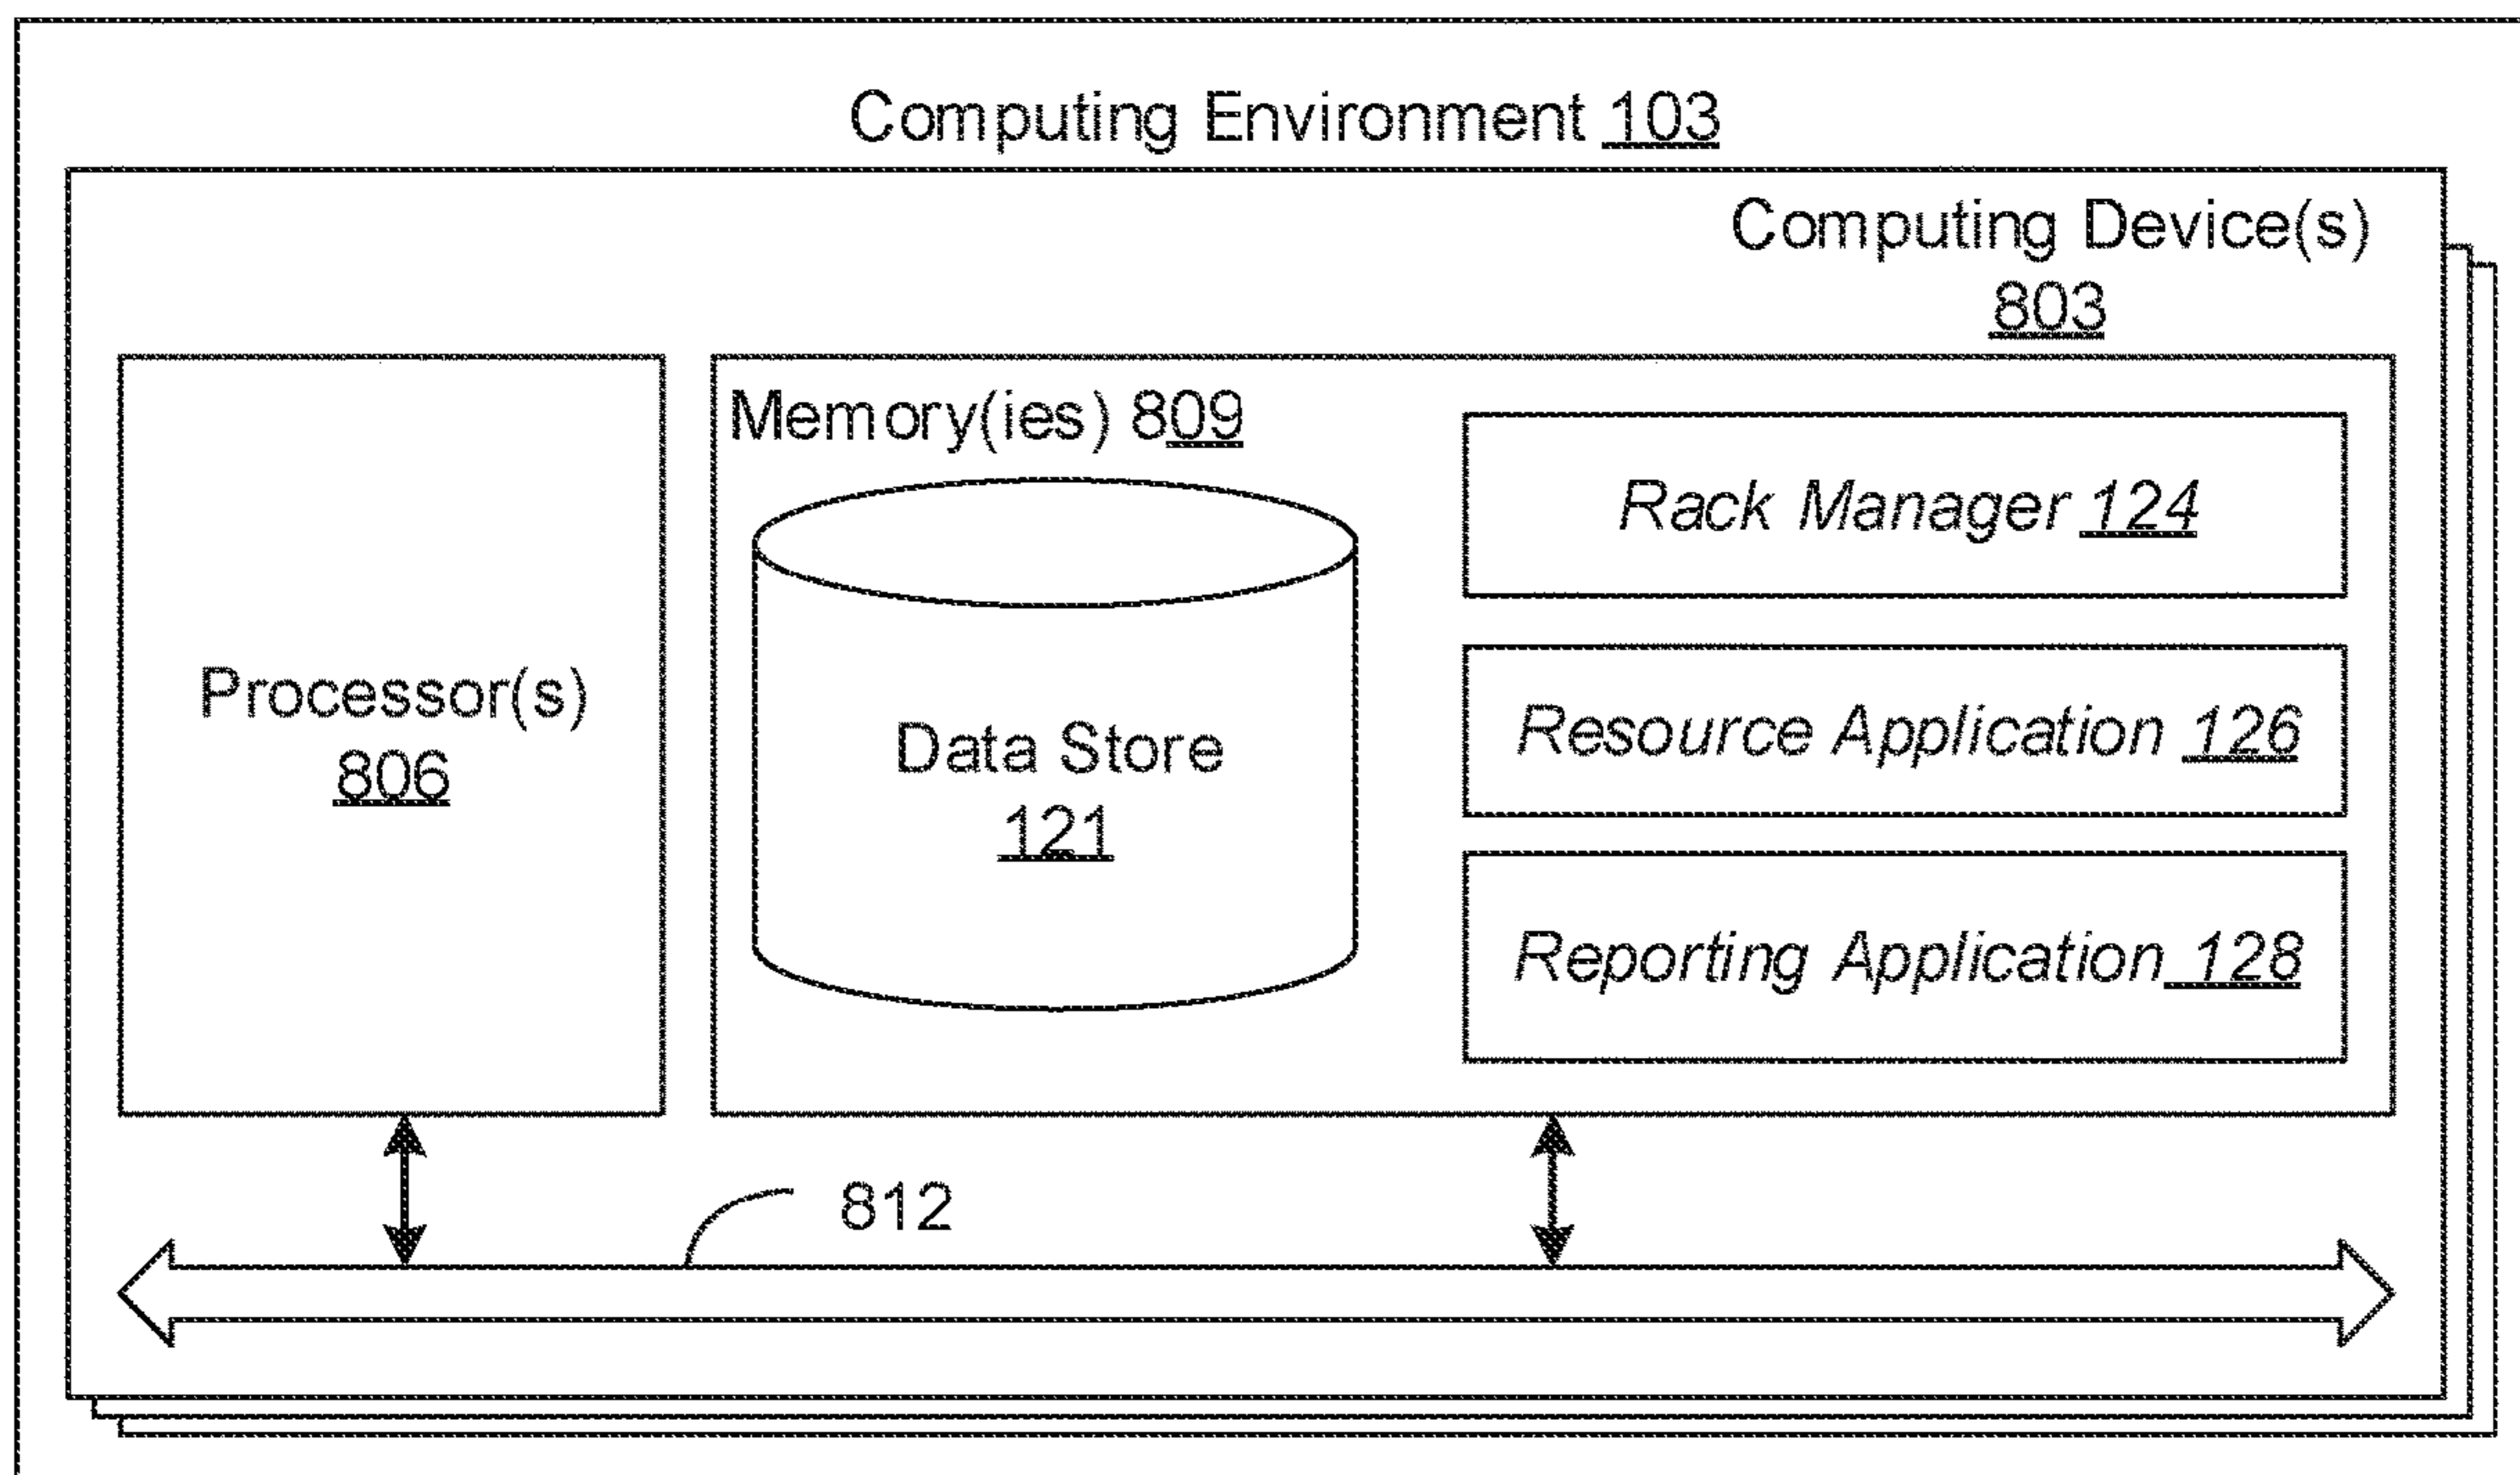 Computing Environment 103
Computing Device(s)
803
Memory(ies) 809
Rack Manager 124
Processor(s)
806
Data Store
121
Resource Application 126
Reporting Application 128
812